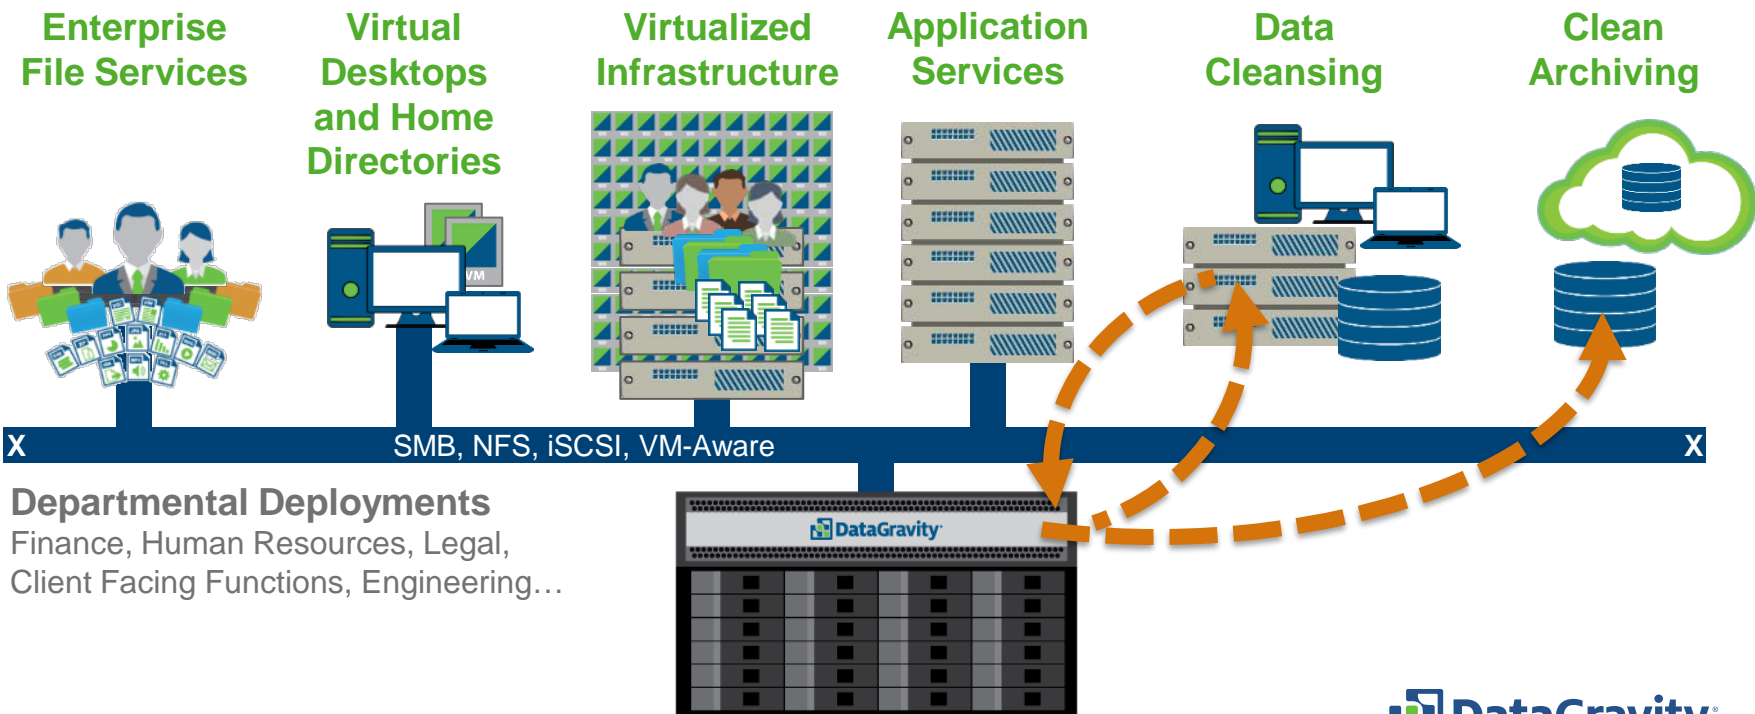 Enterprise
File Services
Virtual
Desktops
and Home
Directories
Virtualized
Infrastructure
Application
Services
Data
Cleansing
Clean
Archiving
VM
X
SMB, NFS, iSCSI, VM-Aware
X
Departmental Deployments
Finance, Human Resources, Legal,
Client Facing Functions, Engineering…
DataGravity
DataGravity